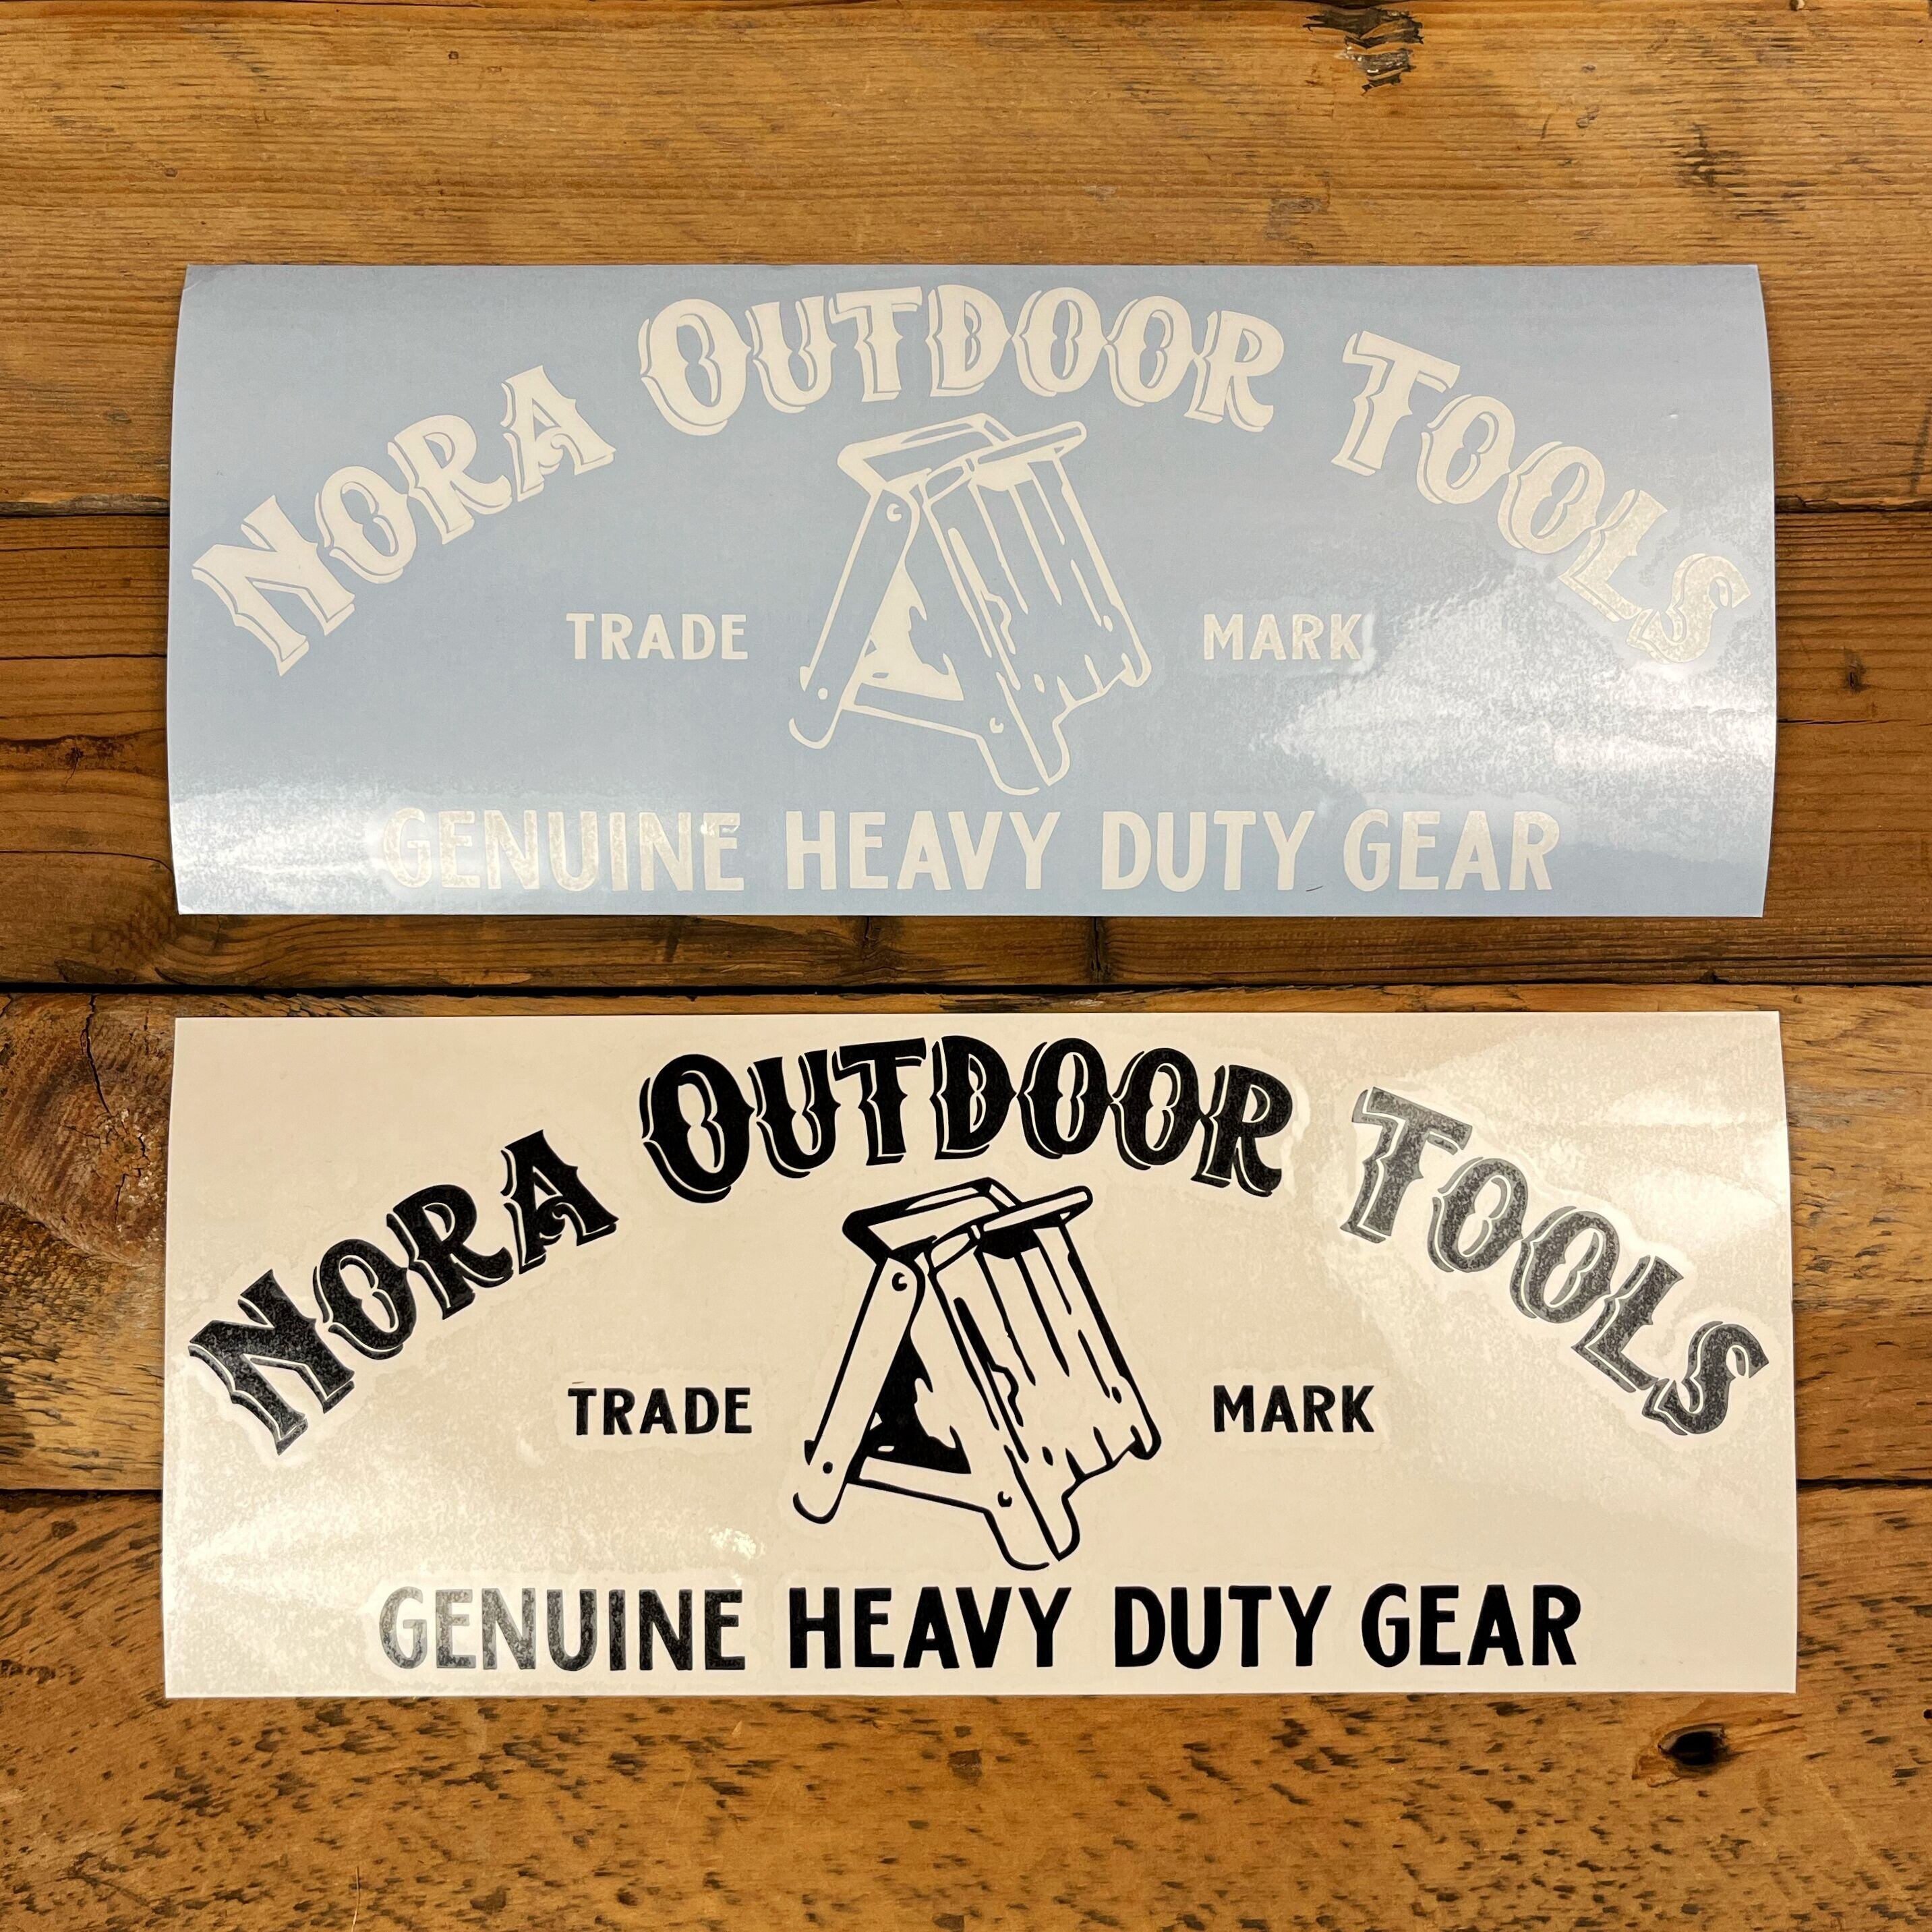 NORA OUTDOOR TOOLS
TRADE MARK
GENUINE HEAVY DUTY GEAR
NORA OUTDOOR TOOLS
TRADE MARK
GENUINE HEAVY DUTY GEAR